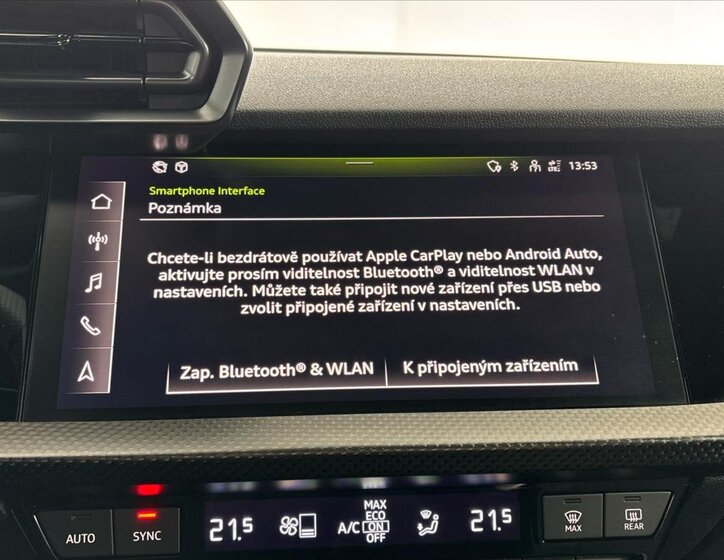 13:53
Smartphone Interface
Poznámka
Chcete-li bezdrátově používat Apple CarPlay nebo Android Auto,
aktivujte prosím viditelnost Bluetooth® a viditelnost WLAN v
nastaveních. Můžete také připojit nové zařízení přes USB nebo
zvolit připojené zařízení v nastaveních.
Zap. Bluetooth® & WLAN K připojeným zařízením
AUTO
SYNC
21.5
A/C
MAX
ECO
ON
OFF
21.5
MAX
REAR